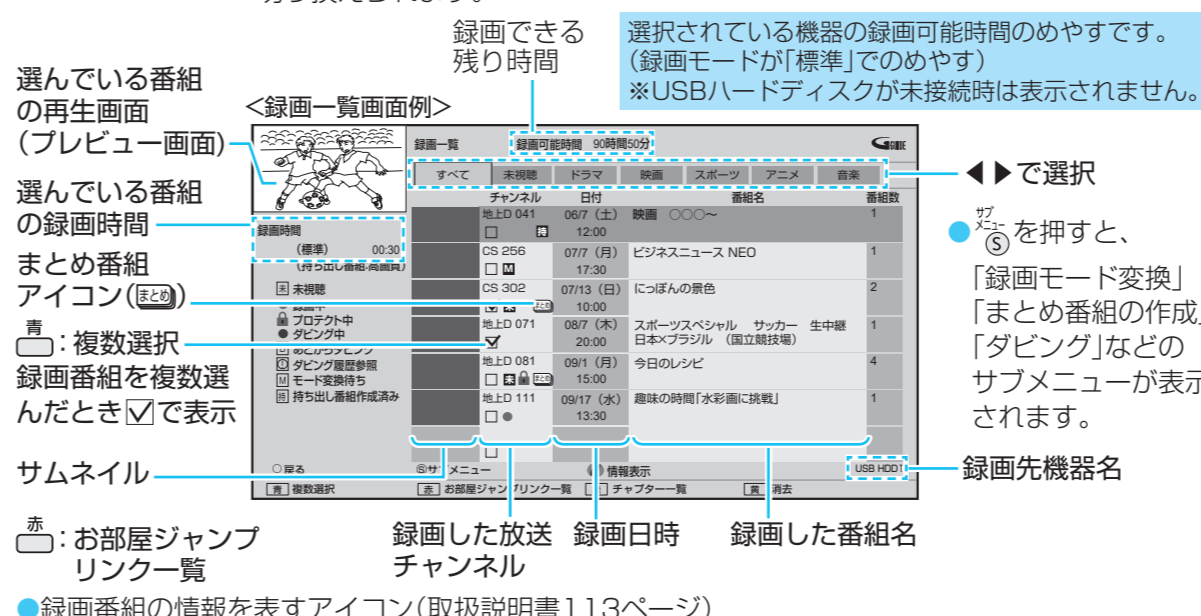 録画できる
残り時間
選択されている機器の録画可能時間のめやすです。
(録画モードが「標準」でのめやす)
※USBハードディスクが未接続時は表示されません。
選んでいる番組
の再生画面
(プレビュー画面)
<録画一覧画面例>
選んでいる番組
の録画時間
まとめ番組
アイコン(まとめ)
青
:複数選択
録画番組を複数選
んだとき☑で表示
サムネイル
赤
:お部屋ジャンプ
リンク一覧
録画一覧
録画可能時間 90時間50分
G GUIDE
すべて 未視聴 ドラマ 映画 スポーツ アニメ 音楽
チャンネル 日付 番組名 番組数
地上D 041 06/7 (土) 映画 ○○○~ 1
□ 持 12:00
CS 256 07/7 (月) ビジネスニュース NEO 1
□ M 17:30
CS 302 07/13 (日) にっぽんの景色 2
まとめ 10:00
地上D 071 08/7 (木) スポーツスペシャル サッカー 生中継 1
☑ 20:00 日本×ブラジル (国立競技場)
地上D 081 09/1 (月) 今日のレシピ 4
□ 未 まとめ 15:00
地上D 111 09/17 (水) 趣味の時間「水彩画に挑戦」 1
□ ● 13:30
録画時間
(標準) 00:30
(持ち出し番組:高画質)
未 未視聴
プロテクト中
● ダビング中
ダビング履歴参照
M モード変換待ち
持 持ち出し番組作成済み
○戻る Ⓢサブメニュー 情報表示 USB HDD1
青 複数選択 赤 お部屋ジャンプリンク一覧 チャプター一覧 黄 消去
◀▶で選択
●サブメニュー Ⓢを押すと、
「録画モード変換」
「まとめ番組の作成」
「ダビング」などの
サブメニューが表示
されます。
録画先機器名
録画した放送
チャンネル
録画日時
録画した番組名
●録画番組の情報を表すアイコン(取扱説明書113ページ)